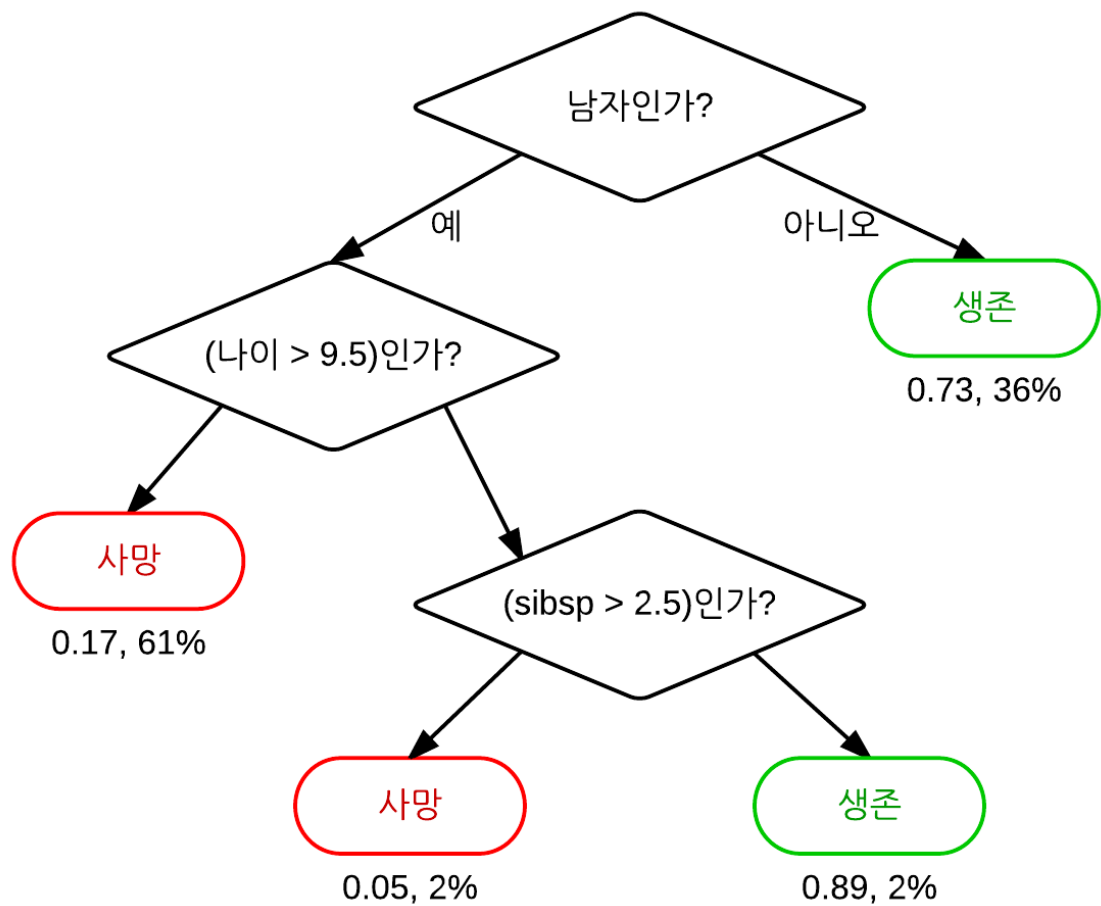 남자인가?
예
아니오
생존
0.73, 36%
(나이 > 9.5)인가?
사망
0.17, 61%
(sibsp > 2.5)인가?
사망
0.05, 2%
생존
0.89, 2%